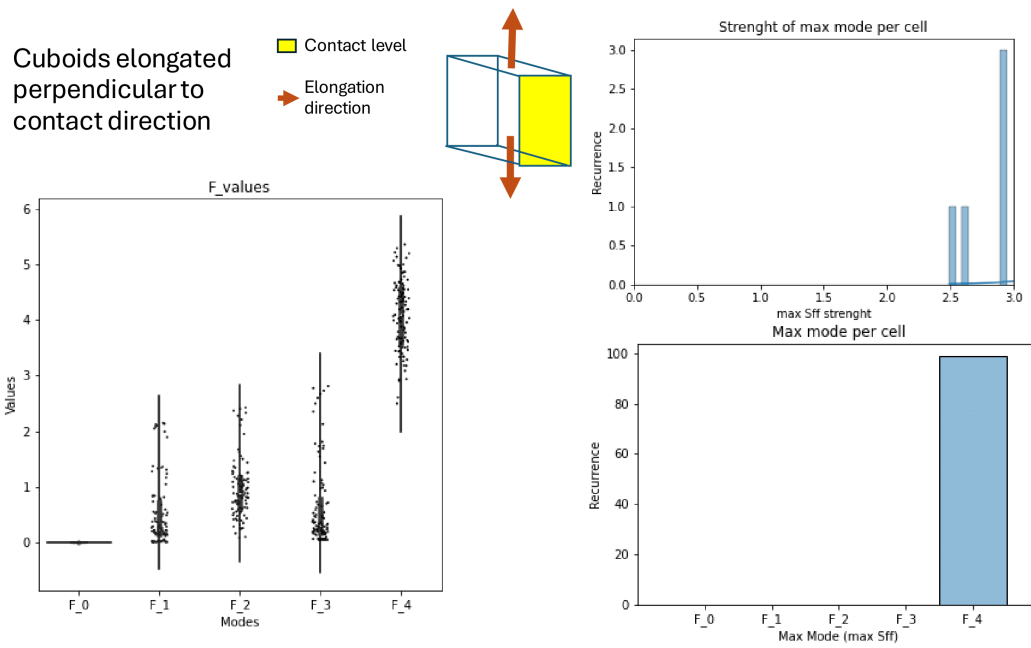 Cuboids elongated
perpendicular to
contact direction
Contact level
Elongation
direction
Strenght of max mode per cell
3.0
2.5
2.0
1.5
1.0
0.5
0.0
Recurrence
0.0 0.5 1.0 1.5 2.0 2.5 3.0
max Sff strenght
F_values
6
5
4
3
2
1
0
Values
F_0 F_1 F_2 F_3 F_4
Modes
Max mode per cell
100
80
60
40
20
0
Recurrence
F_0 F_1 F_2 F_3 F_4
Max Mode (max Sff)